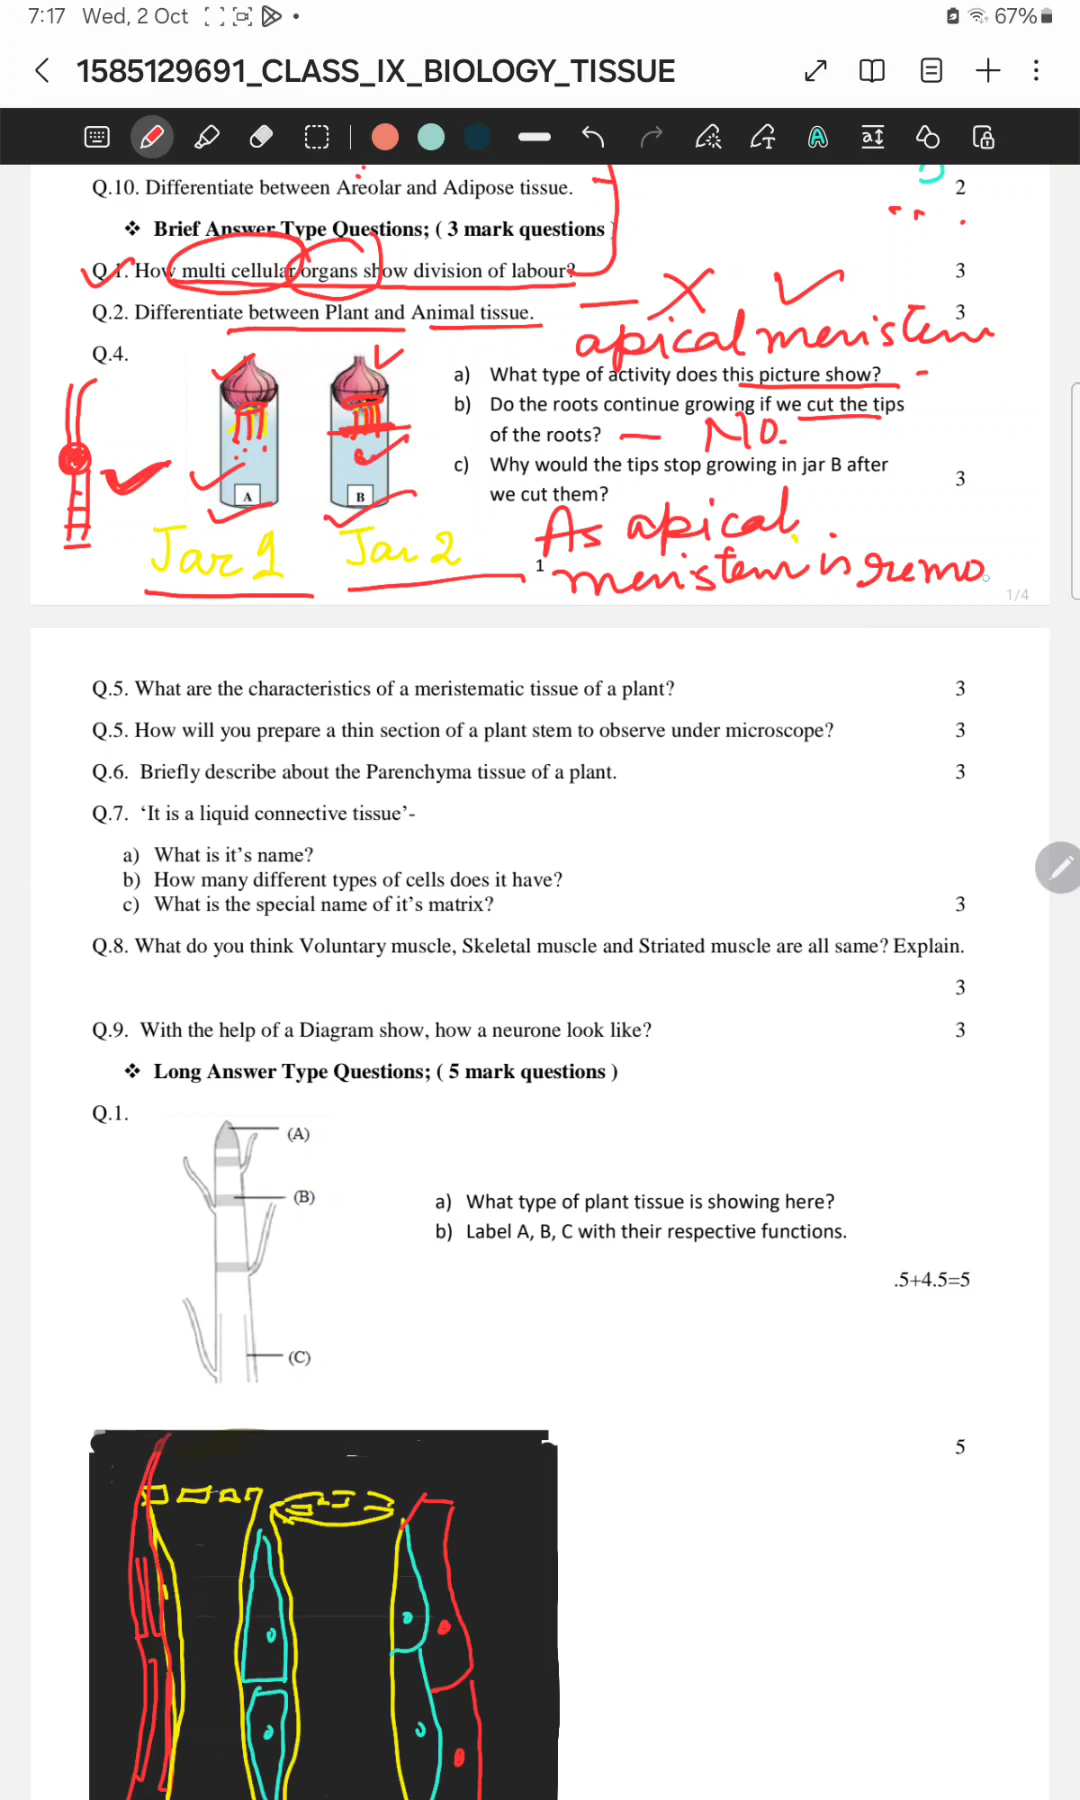 7:17 Wed, 2 Oct
67%
1585129691_CLASS_IX_BIOLOGY_TISSUE
Q.10. Differentiate between Areolar and Adipose tissue. 2
❖ Brief Answer Type Questions; ( 3 mark questions )
Q.1. How multi cellular organs show division of labour? 3
Q.2. Differentiate between Plant and Animal tissue. 3
apical meristem
Q.4.
a) What type of activity does this picture show?
b) Do the roots continue growing if we cut the tips
of the roots? — NO.
c) Why would the tips stop growing in jar B after
we cut them? 3
A
B
Jar 1
Jar 2
As apical
meristem is remo
1
1/4
Q.5. What are the characteristics of a meristematic tissue of a plant? 3
Q.5. How will you prepare a thin section of a plant stem to observe under microscope? 3
Q.6. Briefly describe about the Parenchyma tissue of a plant. 3
Q.7. ‘It is a liquid connective tissue’-
a) What is it’s name?
b) How many different types of cells does it have?
c) What is the special name of it’s matrix? 3
Q.8. What do you think Voluntary muscle, Skeletal muscle and Striated muscle are all same? Explain.
3
Q.9. With the help of a Diagram show, how a neurone look like? 3
❖ Long Answer Type Questions; ( 5 mark questions )
Q.1.
(A)
(B)
(C)
a) What type of plant tissue is showing here?
b) Label A, B, C with their respective functions.
.5+4.5=5
5